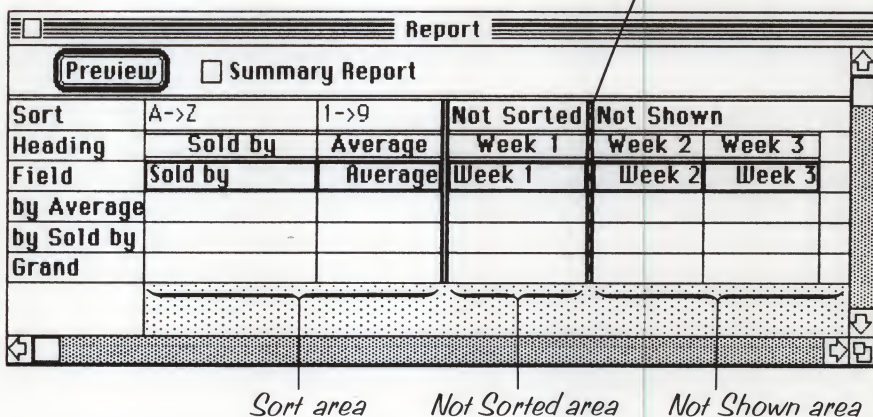 Report
Preview Summary Report
Sort A->Z 1->9 Not Sorted Not Shown
Heading Sold by Average Week 1 Week 2 Week 3
Field Sold by Average Week 1 Week 2 Week 3
by Average
by Sold by
Grand
Sort area Not Sorted area Not Shown area